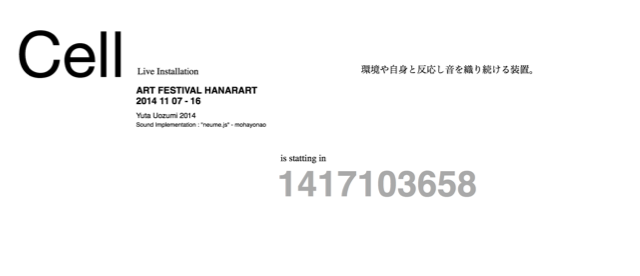 Cell
Live Installation
環境や自身と反応し音を織り続ける装置。
ART FESTIVAL HANARART
2014 11 07 - 16
Yuta Uozumi 2014
Sound Implementation : "neume.js" - mohayonao
is statting in
1417103658